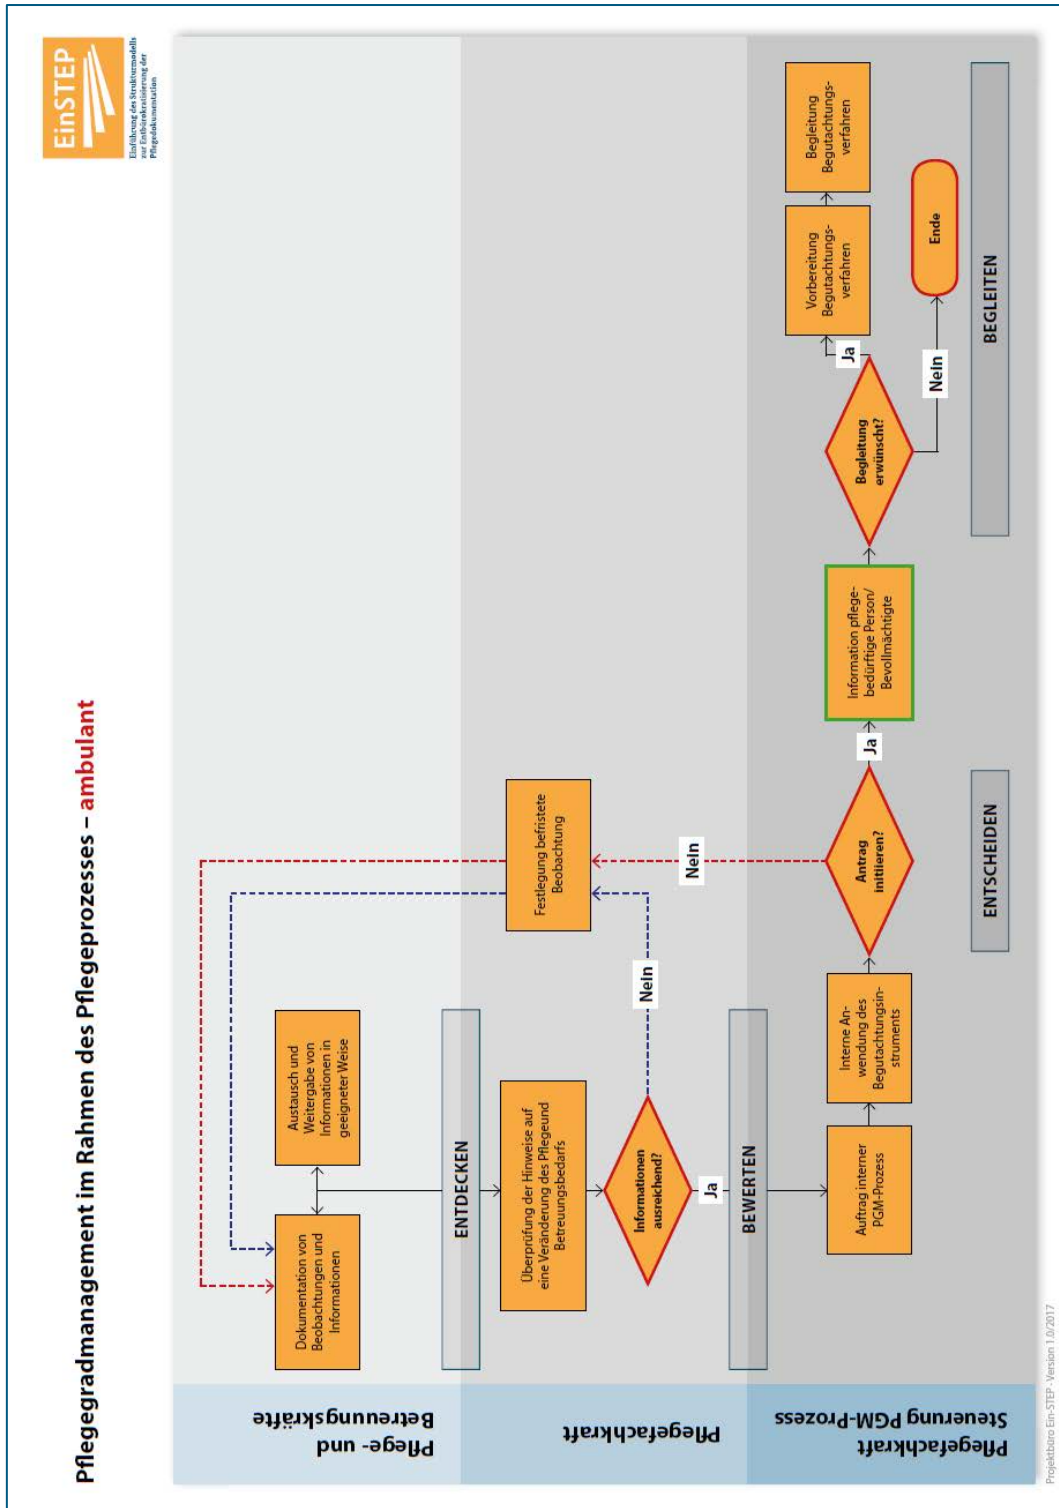 Pflegegradmanagement im Rahmen des Pflegeprozesses – ambulant
EinSTEP
Einführung des Strukturmodells
zur Entbürokratisierung der
Pflegedokumentation
Pflege- und
Betreuungskräfte
Dokumentation von
Beobachtungen und
Informationen
Austausch und
Weitergabe von
Informationen in
geeigneter Weise
ENTDECKEN
Pflegefachkraft
Überprüfung der Hinweise auf
eine Veränderung des Pflegeund
Betreuungsbedarfs
Informationen
ausreichend?
Nein
Ja
Festlegung befristete
Beobachtung
Nein
BEWERTEN
Pflegefachkraft
Steuerung PGM-Prozess
Auftrag interner
PGM-Prozess
Interne An-
wendung des
Begutachtungsin-
struments
Antrag
initiieren?
Ja
Information pflege-
bedürftige Person/
Bevollmächtigte
Begleitung
erwünscht?
Ja
Vorbereitung
Begutachtungs-
verfahren
Begleitung
Begutachtungs-
verfahren
Nein
Ende
ENTSCHEIDEN
BEGLEITEN
Projektbüro Ein-STEP - Version 1.0/2017